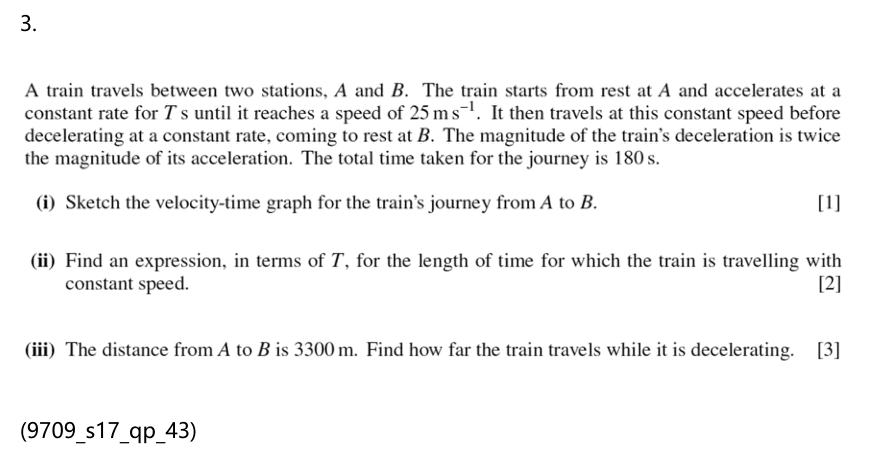 3.
A train travels between two stations, A and B. The train starts from rest at A and accelerates at a
constant rate for T s until it reaches a speed of 25 m s⁻¹. It then travels at this constant speed before
decelerating at a constant rate, coming to rest at B. The magnitude of the train's deceleration is twice
the magnitude of its acceleration. The total time taken for the journey is 180 s.
(i) Sketch the velocity-time graph for the train's journey from A to B. [1]
(ii) Find an expression, in terms of T, for the length of time for which the train is travelling with
constant speed. [2]
(iii) The distance from A to B is 3300 m. Find how far the train travels while it is decelerating. [3]
(9709_s17_qp_43)